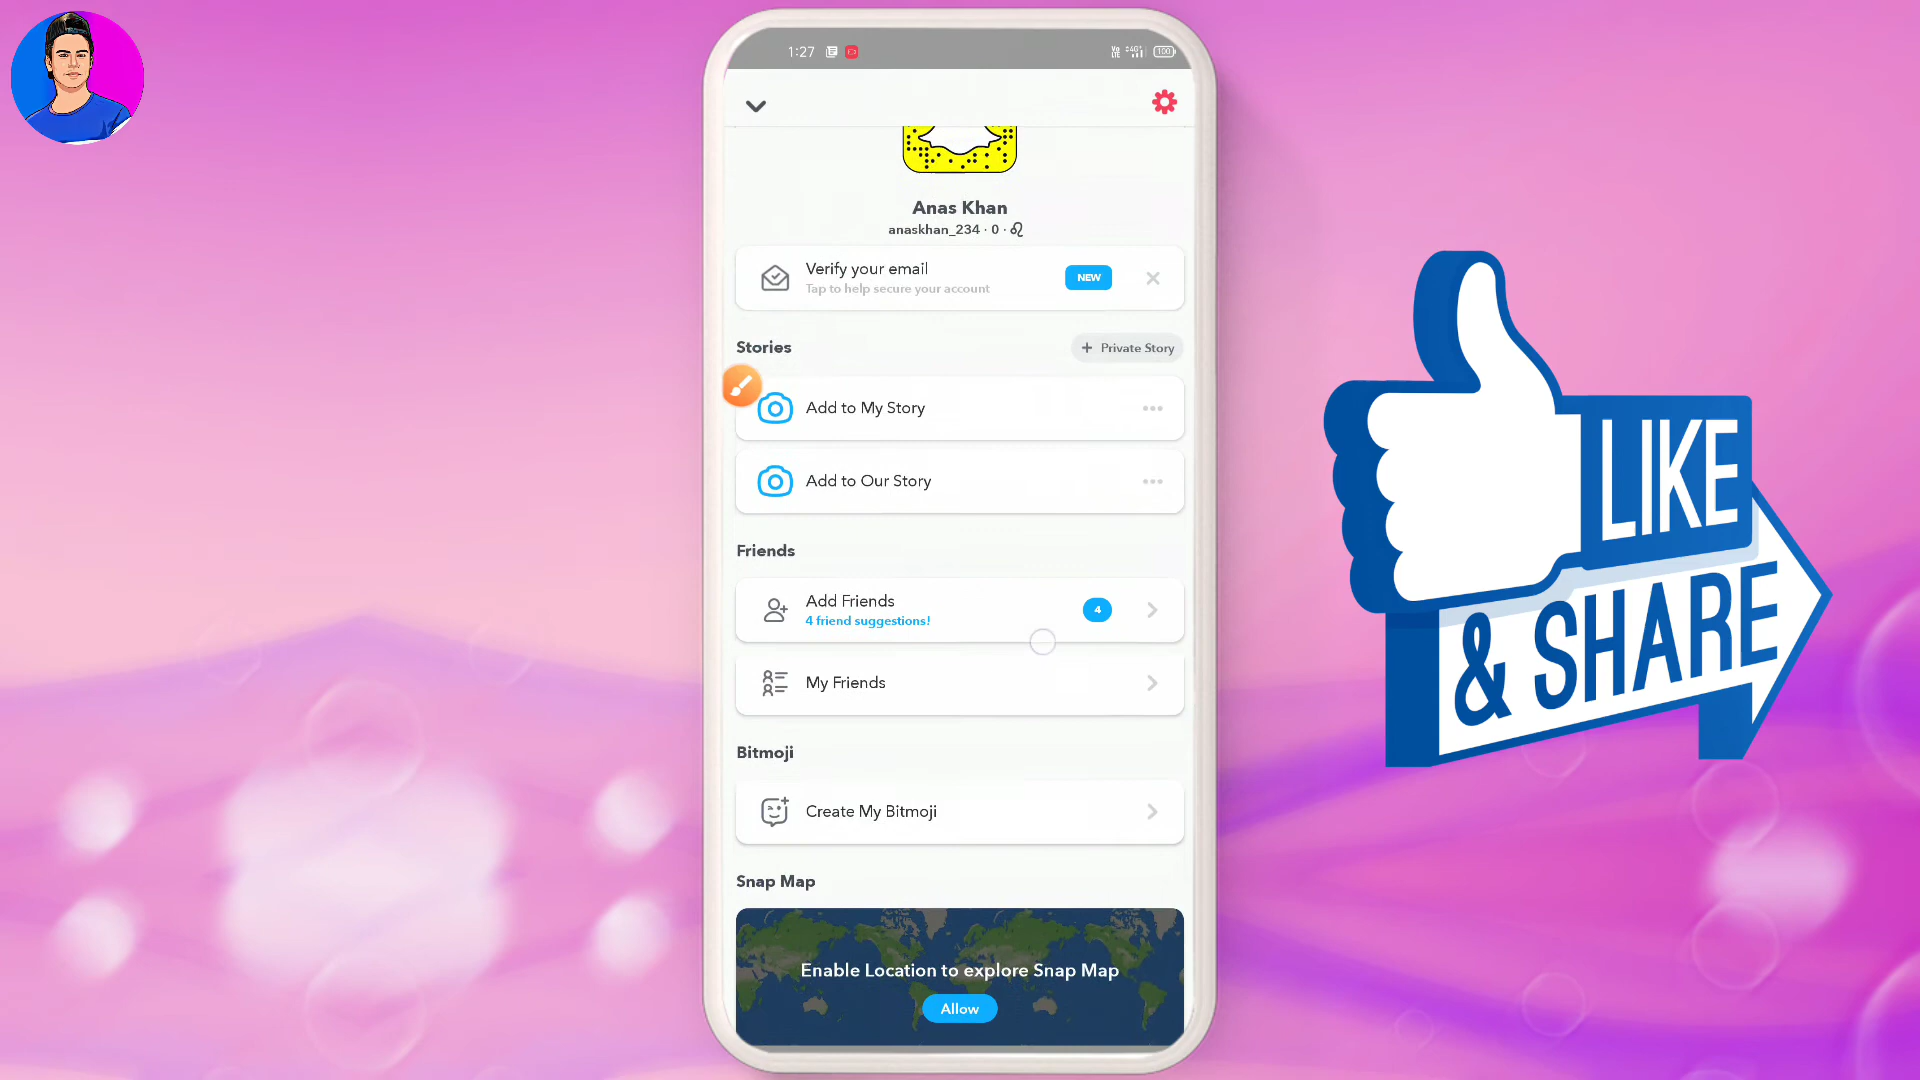 1:27
100
Anas Khan
anaskhan_234 · 0 · ♌
Verify your email
Tap to help secure your account
NEW
Stories
+ Private Story
Add to My Story
Add to Our Story
Friends
Add Friends
4 friend suggestions!
4
My Friends
Bitmoji
Create My Bitmoji
Snap Map
Enable Location to explore Snap Map
Allow
LIKE
& SHARE